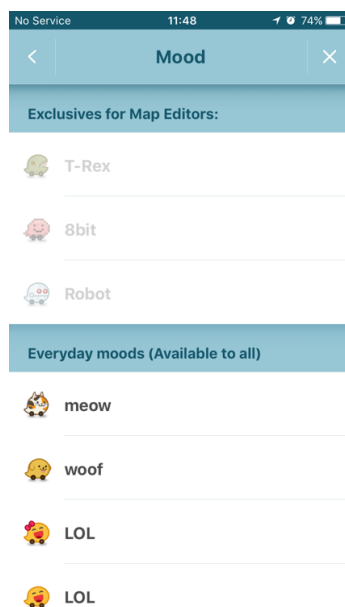 No Service 11:48 74%
Mood
Exclusives for Map Editors:
T-Rex
8bit
Robot
Everyday moods (Available to all)
meow
woof
LOL
LOL